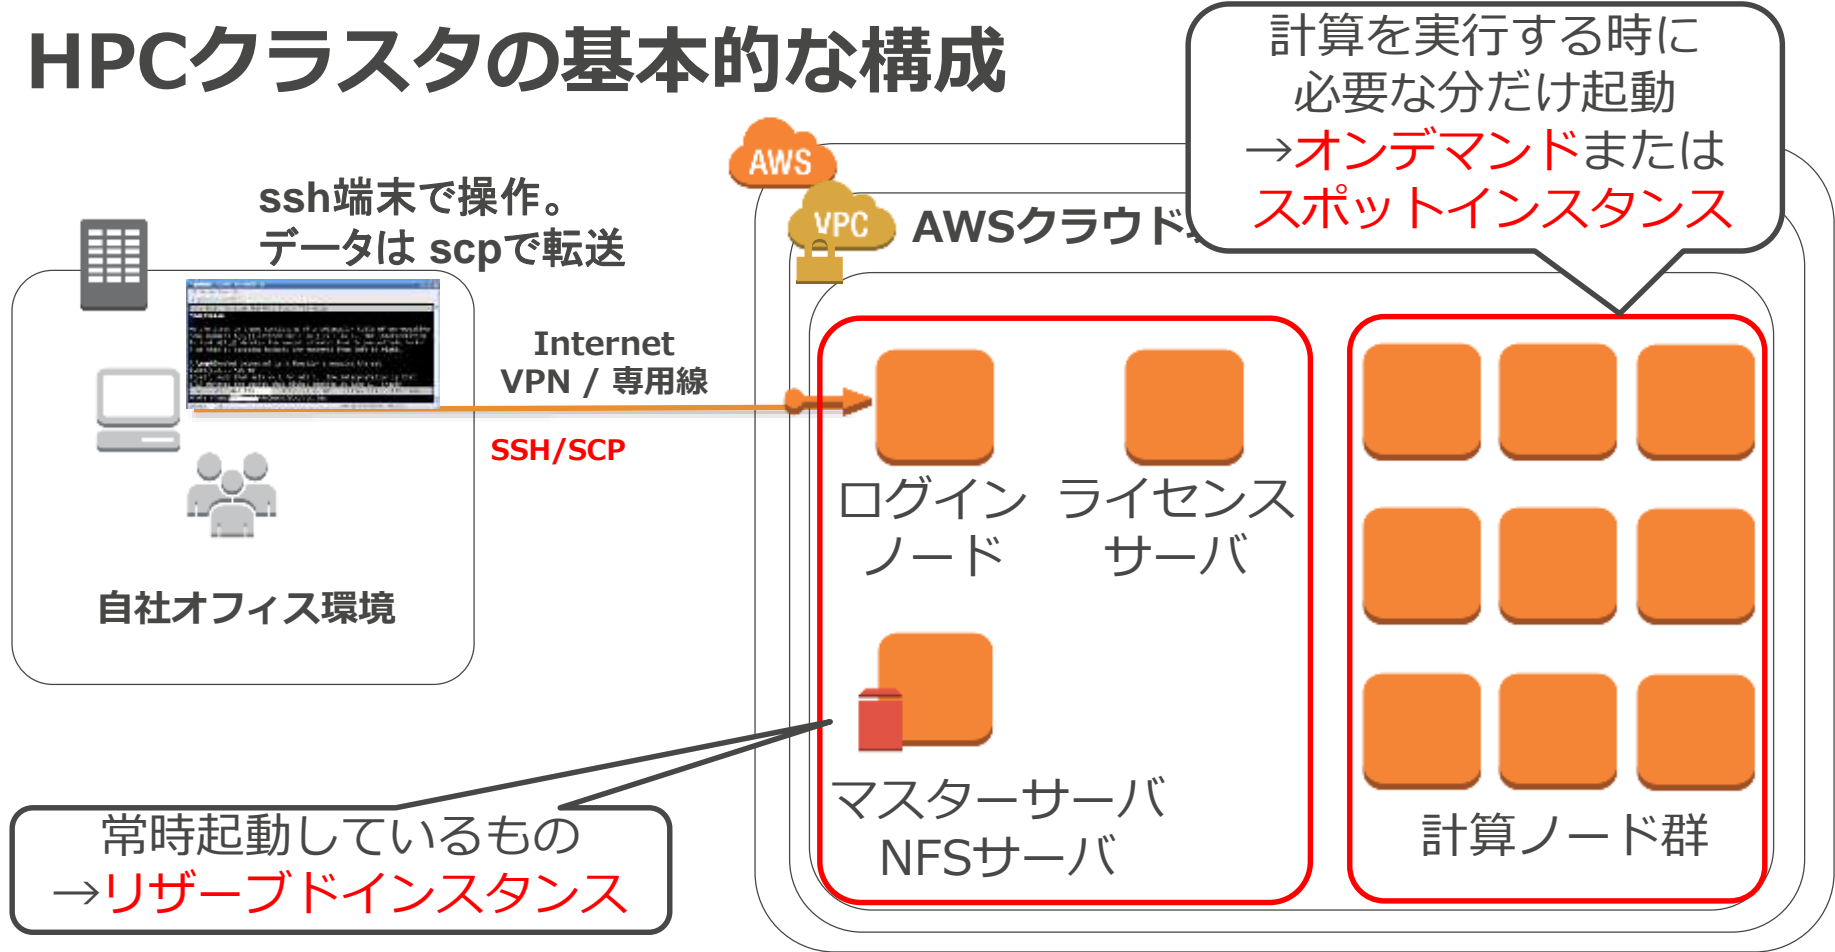 HPCクラスタの基本的な構成
計算を実行する時に
必要な分だけ起動
→オンデマンドまたは
スポットインスタンス
AWS
VPC
AWSクラウド
ssh端末で操作。
データは scpで転送
Internet
VPN / 専用線
SSH/SCP
自社オフィス環境
ログイン
ノード
ライセンス
サーバ
マスターサーバ
NFSサーバ
計算ノード群
常時起動しているもの
→リザーブドインスタンス